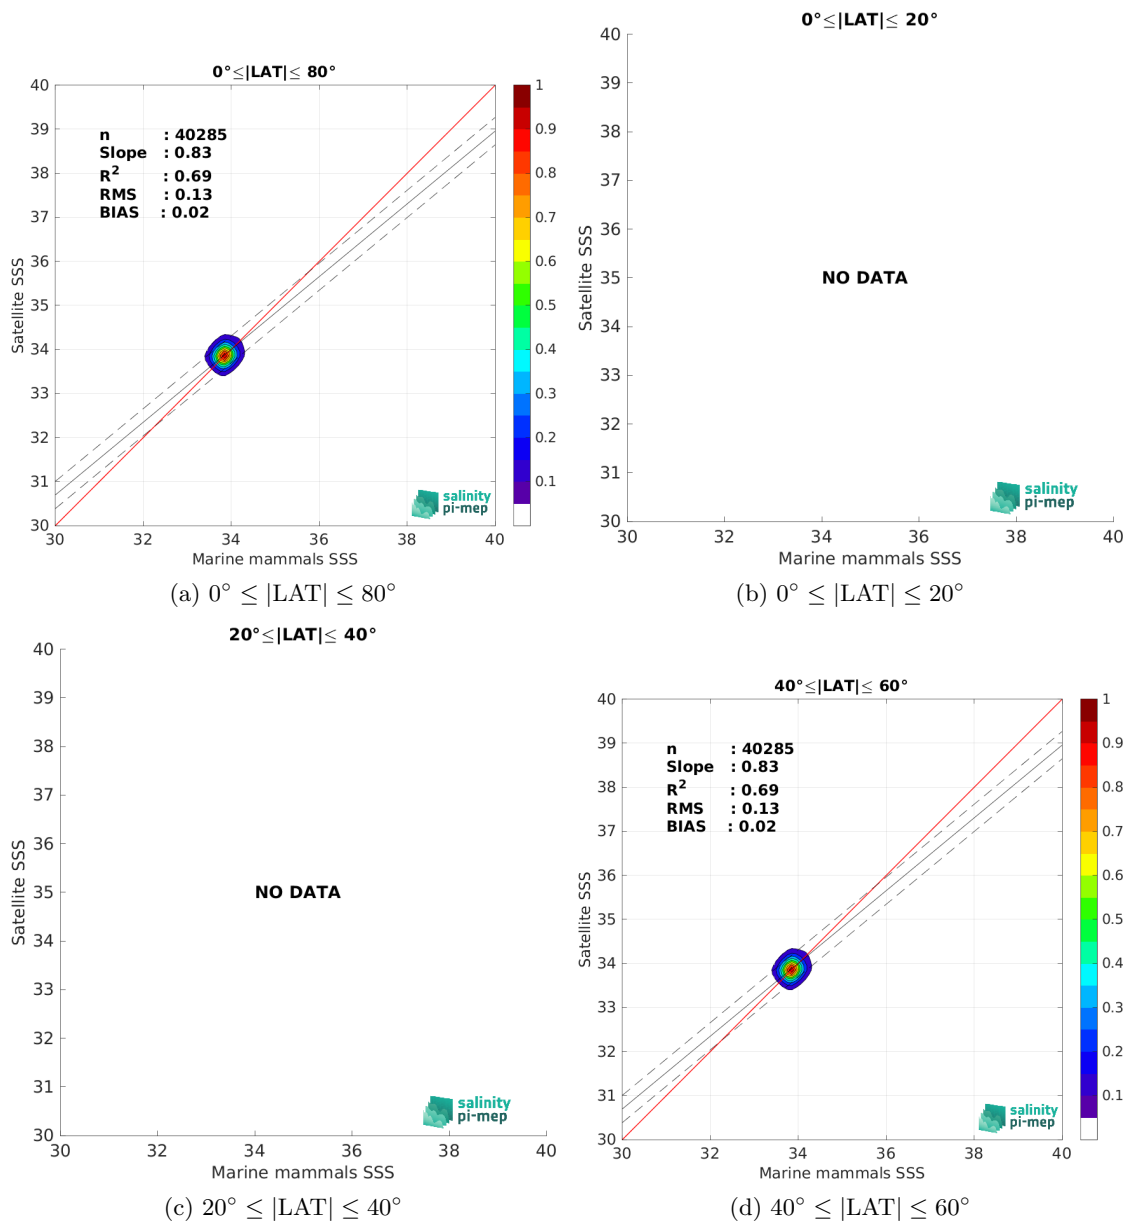 0°≤|LAT|≤ 80°
40
39
38
37
36
35
34
33
32
31
30
Satellite SSS
n : 40285
Slope : 0.83
R² : 0.69
RMS : 0.13
BIAS : 0.02
1
0.9
0.8
0.7
0.6
0.5
0.4
0.3
0.2
0.1
salinity
pi-mep
30 32 34 36 38 40
Marine mammals SSS
(a) 0° ≤ |LAT| ≤ 80°
0°≤|LAT|≤ 20°
40
39
38
37
36
35
34
33
32
31
30
Satellite SSS
NO DATA
salinity
pi-mep
30 32 34 36 38 40
Marine mammals SSS
(b) 0° ≤ |LAT| ≤ 20°
20°≤|LAT|≤ 40°
40
39
38
37
36
35
34
33
32
31
30
Satellite SSS
NO DATA
salinity
pi-mep
30 32 34 36 38 40
Marine mammals SSS
(c) 20° ≤ |LAT| ≤ 40°
40°≤|LAT|≤ 60°
40
39
38
37
36
35
34
33
32
31
30
Satellite SSS
n : 40285
Slope : 0.83
R² : 0.69
RMS : 0.13
BIAS : 0.02
1
0.9
0.8
0.7
0.6
0.5
0.4
0.3
0.2
0.1
salinity
pi-mep
30 32 34 36 38 40
Marine mammals SSS
(d) 40° ≤ |LAT| ≤ 60°